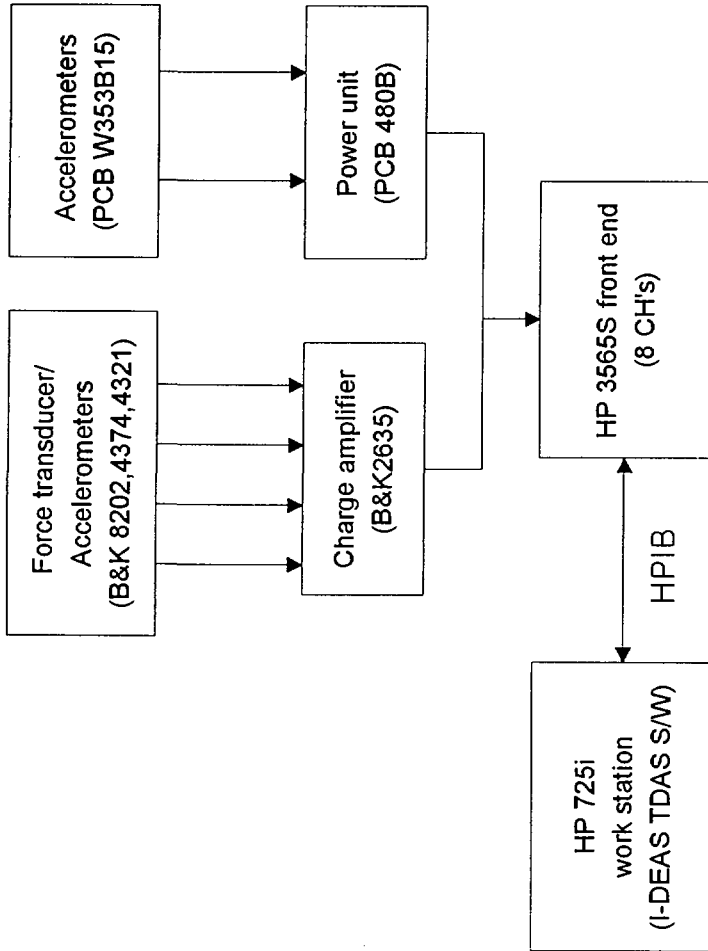 Force transducer/
Accelerometers
(B&K 8202,4374,4321)
Accelerometers
(PCB W353B15)
Charge amplifier
(B&K2635)
Power unit
(PCB 480B)
HP 725i
work station
(I-DEAS TDAS S/W)
HPIB
HP 3565S front end
(8 CH's)